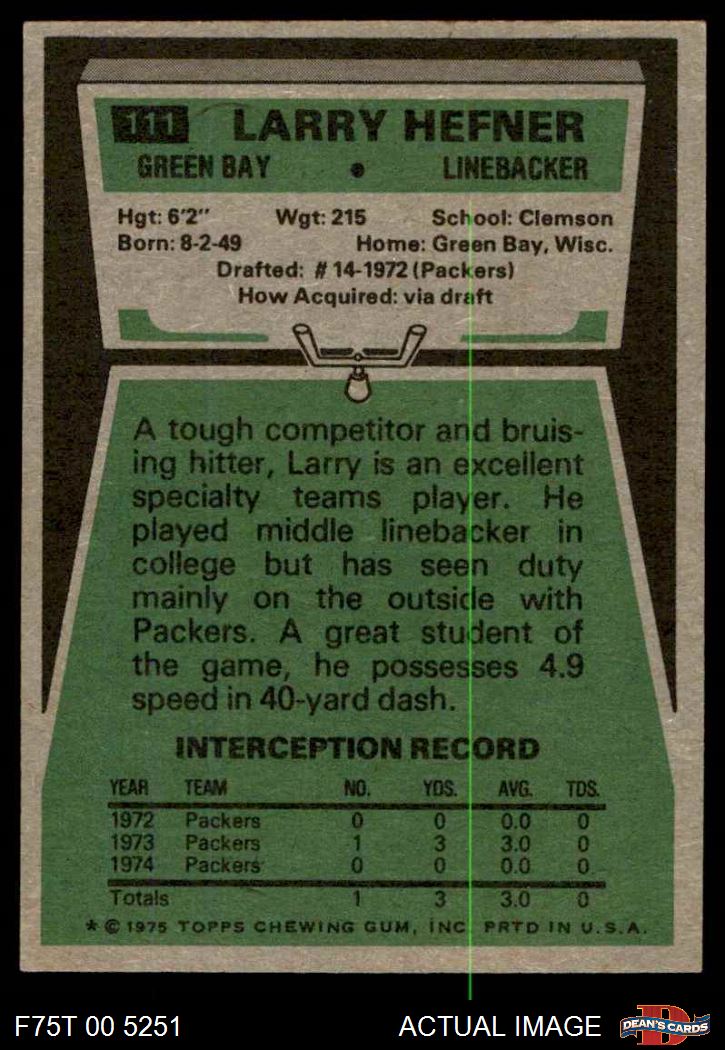 111 LARRY HEFNER
GREEN BAY • LINEBACKER
Hgt: 6'2" Wgt: 215 School: Clemson
Born: 8-2-49 Home: Green Bay, Wisc.
Drafted: #14-1972 (Packers)
How Acquired: via draft
A tough competitor and bruis-
ing hitter, Larry is an excellent
specialty teams player. He
played middle linebacker in
college but has seen duty
mainly on the outside with
Packers. A great student of
the game, he possesses 4.9
speed in 40-yard dash.
INTERCEPTION RECORD
YEAR TEAM NO. YDS. AVG. TDS.
1972 Packers 0 0 0.0 0
1973 Packers 1 3 3.0 0
1974 Packers 0 0 0.0 0
Totals 1 3 3.0 0
* © 1975 TOPPS CHEWING GUM, INC. PRTD IN U.S.A.
F75T 00 5251 ACTUAL IMAGE D DEAN'S CARDS